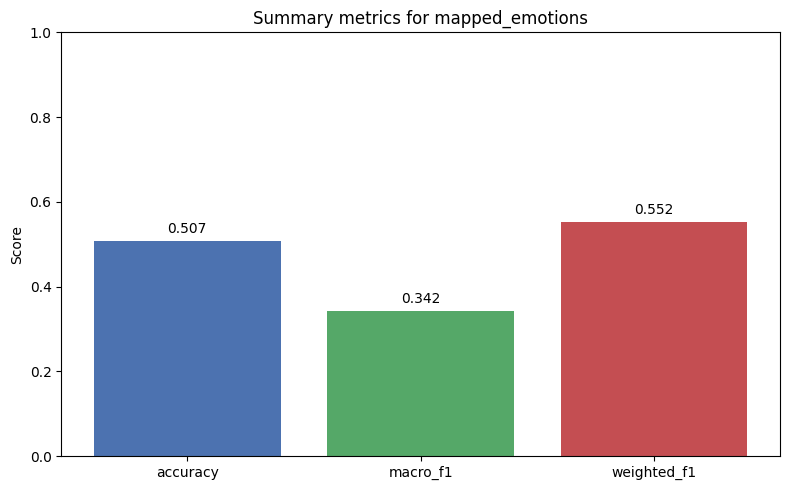 Summary metrics for mapped_emotions
1.0
0.8
0.6
0.4
0.2
0.0
Score
0.507
0.342
0.552
accuracy
macro_f1
weighted_f1